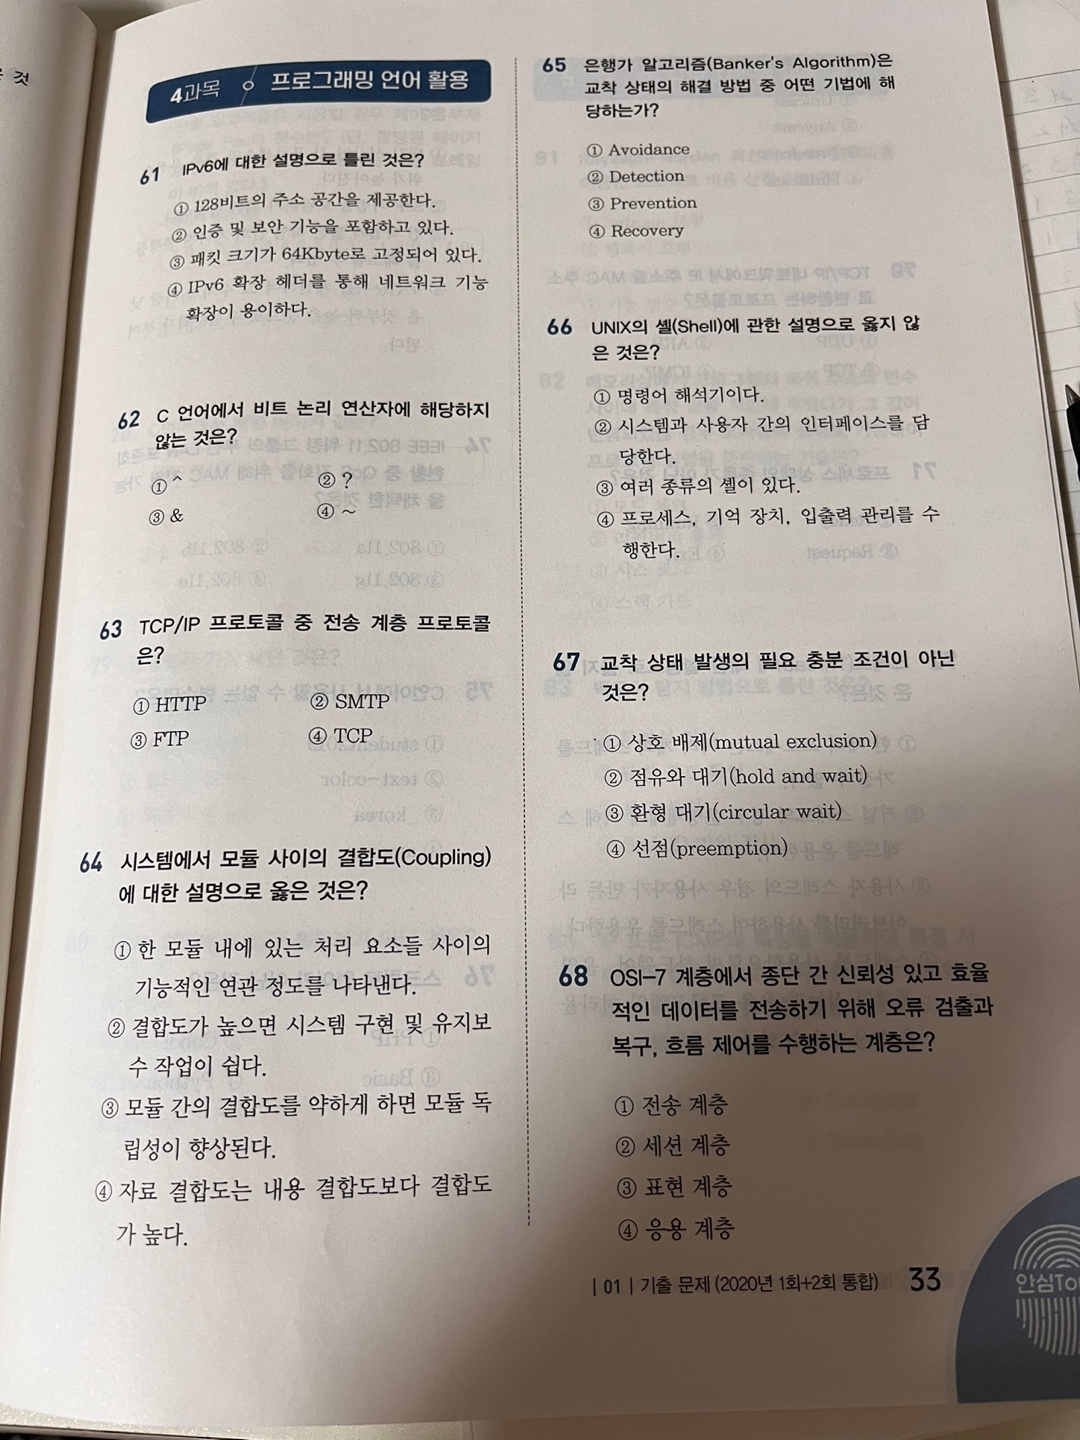 것
4과목 프로그래밍 언어 활용
61 IPv6에 대한 설명으로 틀린 것은?
① 128비트의 주소 공간을 제공한다.
② 인증 및 보안 기능을 포함하고 있다.
③ 패킷 크기가 64Kbyte로 고정되어 있다.
④ IPv6 확장 헤더를 통해 네트워크 기능
확장이 용이하다.
62 C 언어에서 비트 논리 연산자에 해당하지
않는 것은?
① ^ ② ?
③ & ④ ~
63 TCP/IP 프로토콜 중 전송 계층 프로토콜
은?
① HTTP ② SMTP
③ FTP ④ TCP
64 시스템에서 모듈 사이의 결합도(Coupling)
에 대한 설명으로 옳은 것은?
① 한 모듈 내에 있는 처리 요소들 사이의
기능적인 연관 정도를 나타낸다.
② 결합도가 높으면 시스템 구현 및 유지보
수 작업이 쉽다.
③ 모듈 간의 결합도를 약하게 하면 모듈 독
립성이 향상된다.
④ 자료 결합도는 내용 결합도보다 결합도
가 높다.
65 은행가 알고리즘(Banker's Algorithm)은
교착 상태의 해결 방법 중 어떤 기법에 해
당하는가?
① Avoidance
② Detection
③ Prevention
④ Recovery
66 UNIX의 셸(Shell)에 관한 설명으로 옳지 않
은 것은?
① 명령어 해석기이다.
② 시스템과 사용자 간의 인터페이스를 담
당한다.
③ 여러 종류의 셸이 있다.
④ 프로세스, 기억 장치, 입출력 관리를 수
행한다.
67 교착 상태 발생의 필요 충분 조건이 아닌
것은?
① 상호 배제(mutual exclusion)
② 점유와 대기(hold and wait)
③ 환형 대기(circular wait)
④ 선점(preemption)
68 OSI-7 계층에서 종단 간 신뢰성 있고 효율
적인 데이터를 전송하기 위해 오류 검출과
복구, 흐름 제어를 수행하는 계층은?
① 전송 계층
② 세션 계층
③ 표현 계층
④ 응용 계층
| 01 | 기출 문제 (2020년 1회+2회 통합) 33
안심